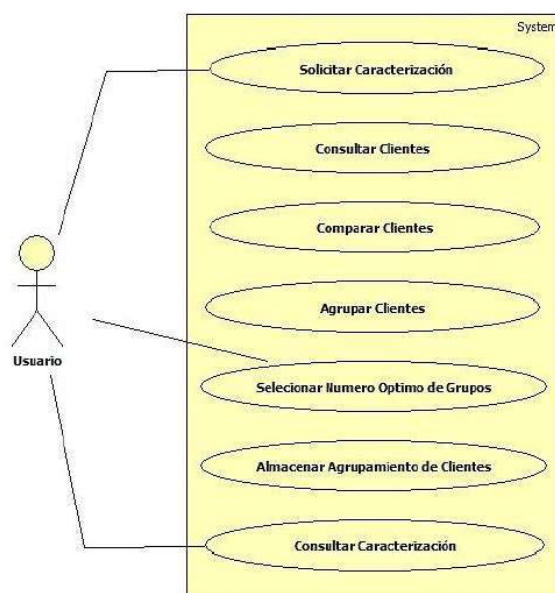 System
Solicitar Caracterización
Consultar Clientes
Comparar Clientes
Agrupar Clientes
Usuario
Selecionar Numero Optimo de Grupos
Almacenar Agrupamiento de Clientes
Consultar Caracterización